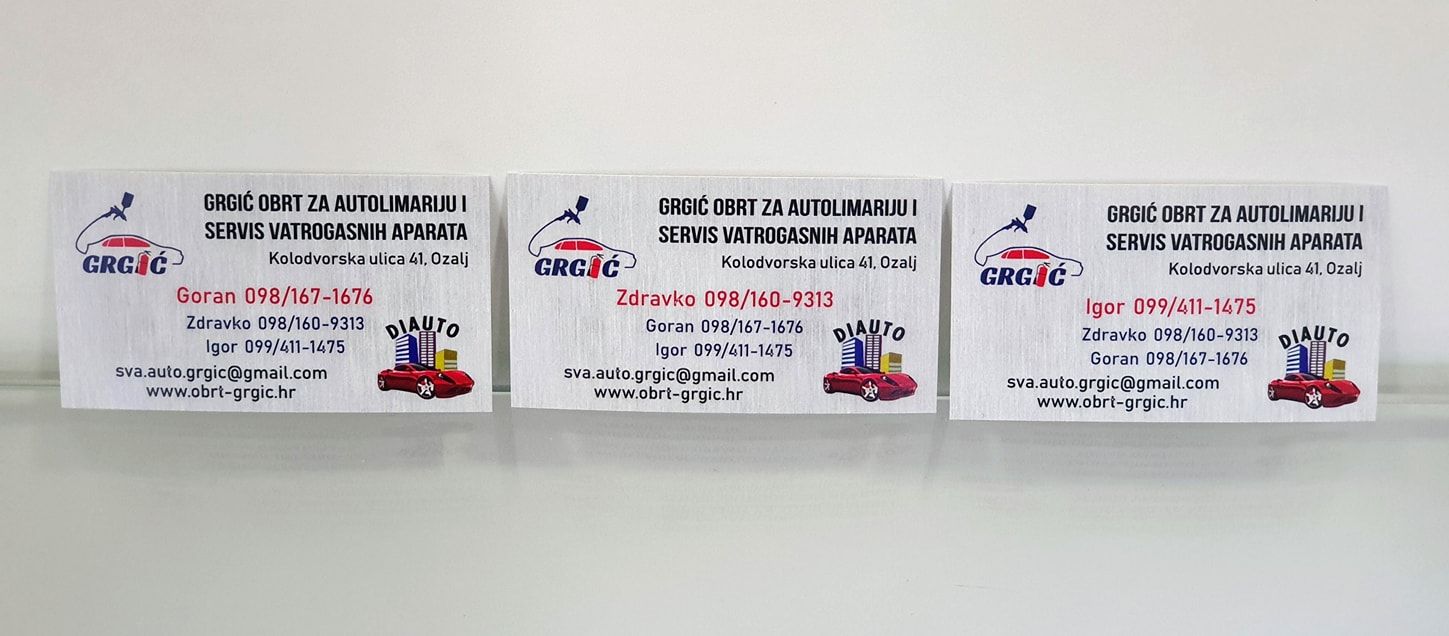 GRGIĆ OBRT ZA AUTOLIMARIJU I
SERVIS VATROGASNIH APARATA
Kolodvorska ulica 41, Ozalj
GRGIĆ
Goran 098/167-1676
Zdravko 098/160-9313
Igor 099/411-1475
DIAUTO
sva.auto.grgic@gmail.com
www.obrt-grgic.hr
GRGIĆ OBRT ZA AUTOLIMARIJU I
SERVIS VATROGASNIH APARATA
Kolodvorska ulica 41, Ozalj
GRGIĆ
Zdravko 098/160-9313
Goran 098/167-1676
Igor 099/411-1475
DIAUTO
sva.auto.grgic@gmail.com
www.obrt-grgic.hr
GRGIĆ OBRT ZA AUTOLIMARIJU I
SERVIS VATROGASNIH APARATA
Kolodvorska ulica 41, Ozalj
GRGIĆ
Igor 099/411-1475
Zdravko 098/160-9313
Goran 098/167-1676
DIAUTO
sva.auto.grgic@gmail.com
www.obrt-grgic.hr